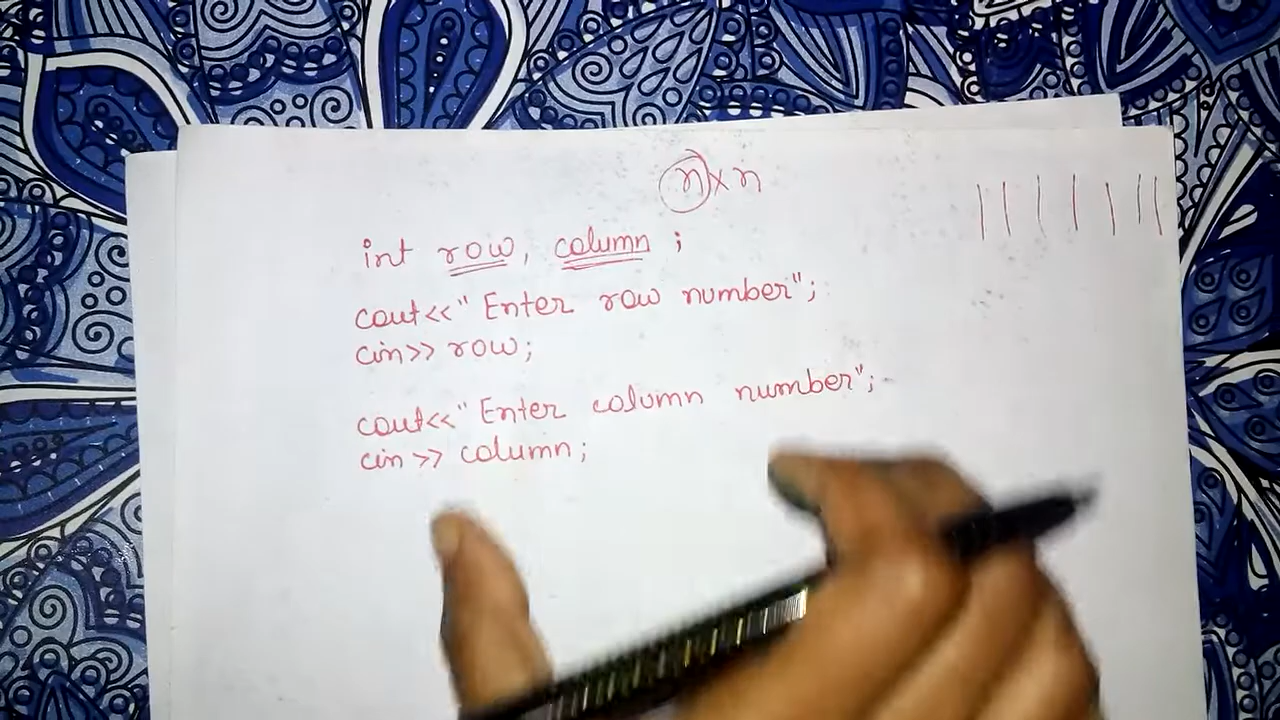 n×n
int row, column ;
cout<<"Enter row number";
cin>> row;
cout<<"Enter column number";
cin >> column;